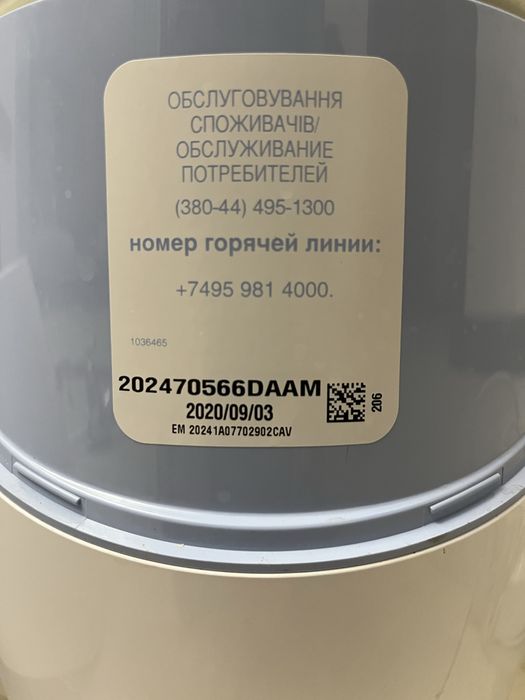 ОБСЛУГОВУВАННЯ
СПОЖИВАЧІВ/
ОБСЛУЖИВАНИЕ
ПОТРЕБИТЕЛЕЙ
(380-44) 495-1300
номер горячей линии:
+7495 981 4000.
1036465
202470566DAAM
2020/09/03
206
EM 20241A07702902CAV